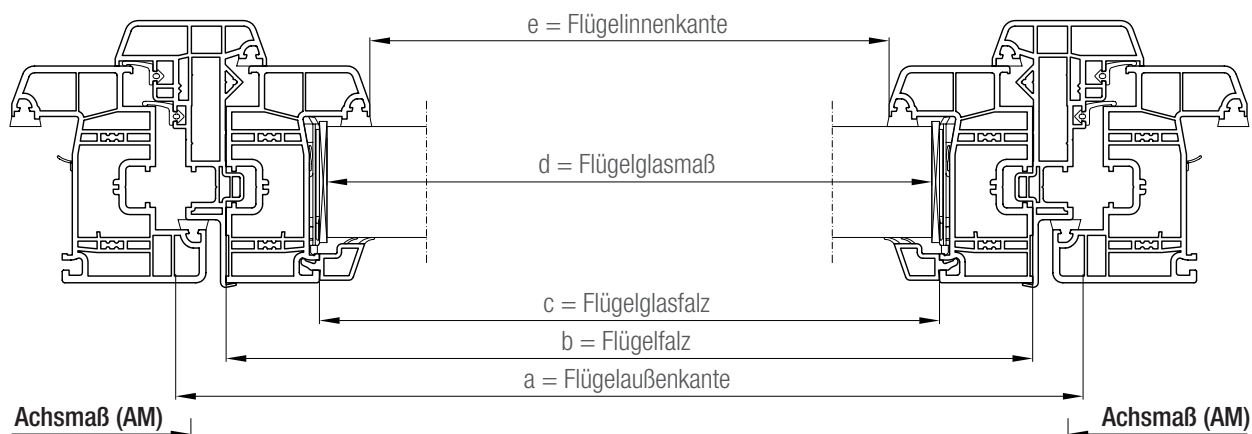 e = Flügelinnenkante
d = Flügelglasmaß
c = Flügelglasfalz
b = Flügelfalz
a = Flügelaußenkante
Achsmaß (AM) Achsmaß (AM)